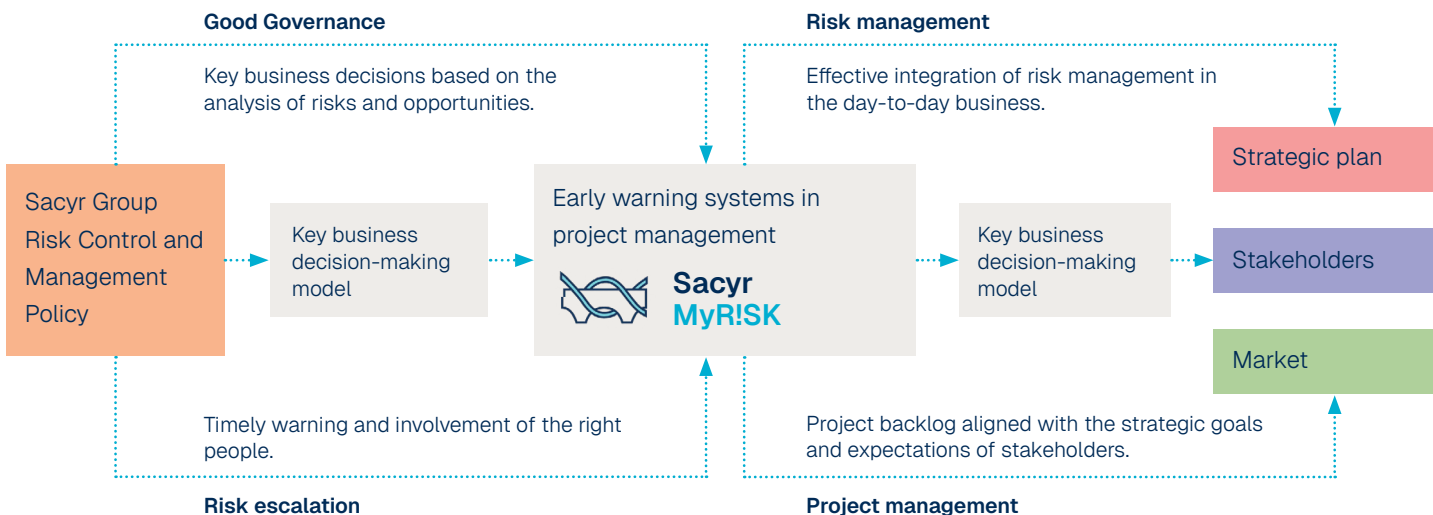 Good Governance
Key business decisions based on the
analysis of risks and opportunities.
Risk management
Effective integration of risk management in
the day-to-day business.
Sacyr Group
Risk Control and
Management
Policy
Key business
decision-making
model
Early warning systems in
project management
Sacyr
MyR!SK
Key business
decision-making
model
Strategic plan
Stakeholders
Market
Timely warning and involvement of the right
people.
Risk escalation
Project backlog aligned with the strategic goals
and expectations of stakeholders.
Project management